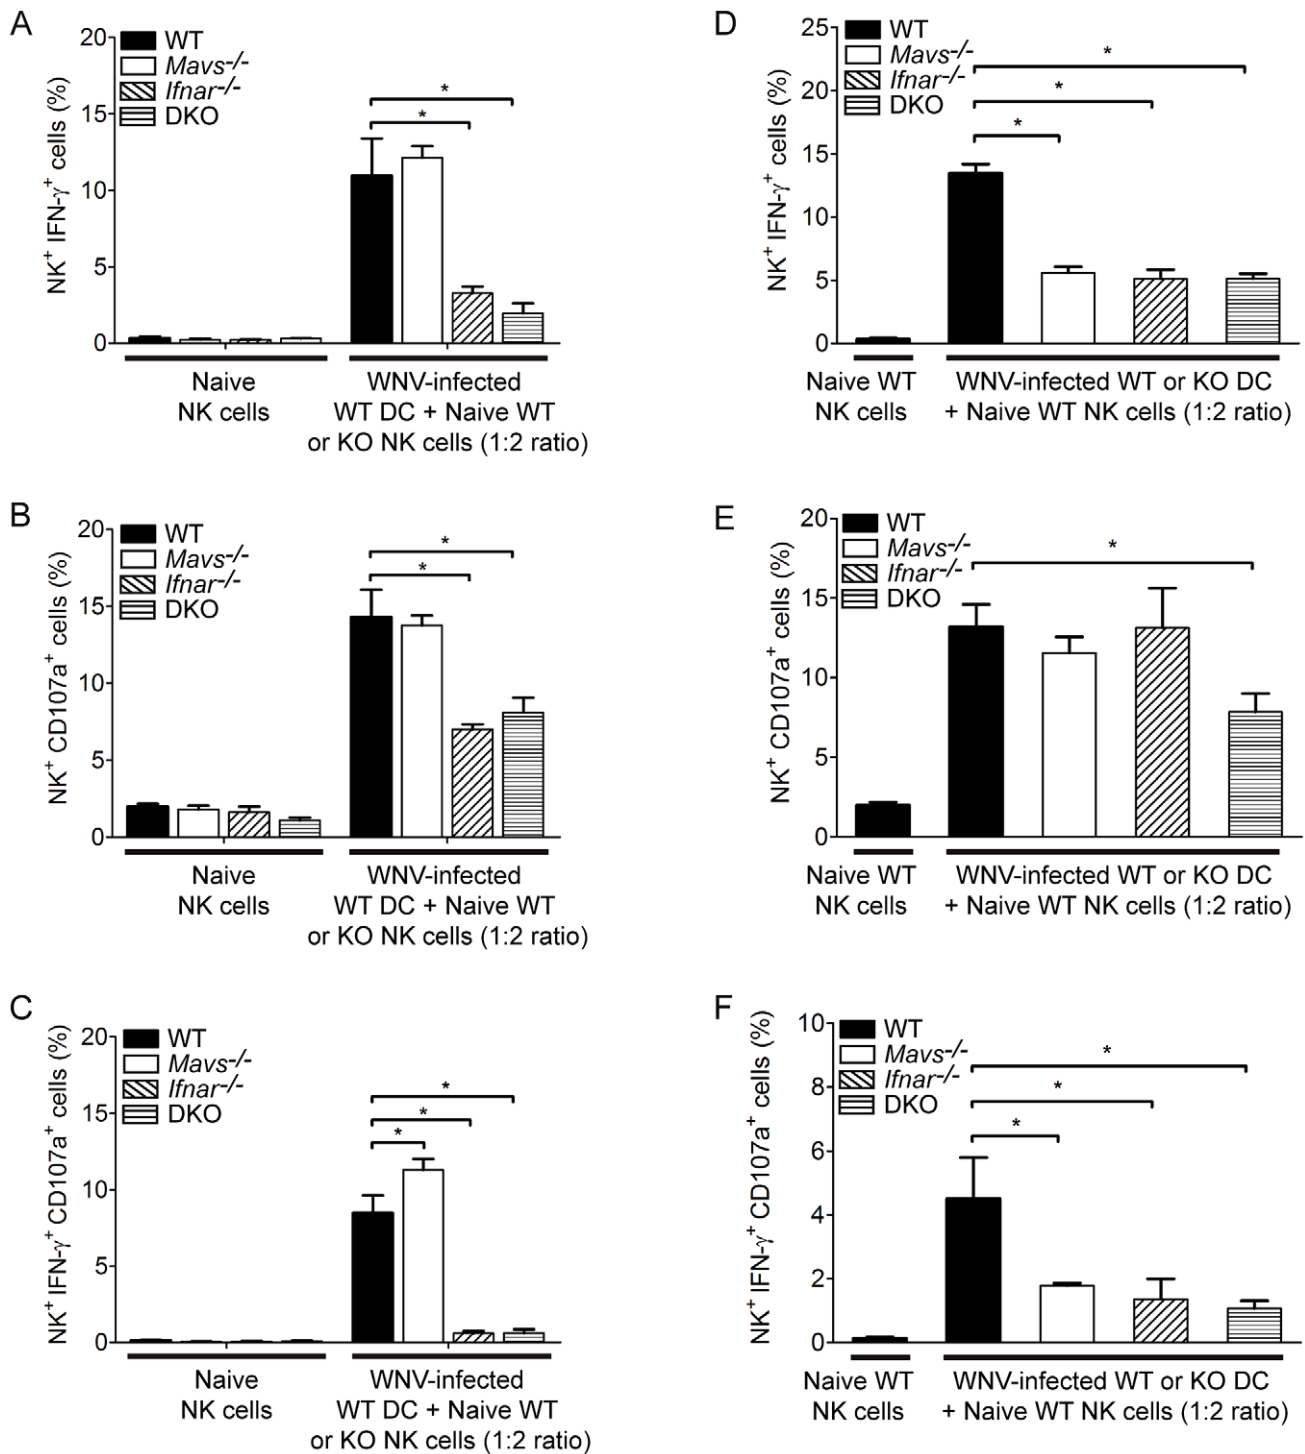 A
NK+ IFN-γ+ cells (%)
20
15
10
5
0
WT
Mavs-/-
Ifnar-/-
DKO
*
*
Naive
NK cells
WNV-infected
WT DC + Naive WT
or KO NK cells (1:2 ratio)
D
NK+ IFN-γ+ cells (%)
25
20
15
10
5
0
WT
Mavs-/-
Ifnar-/-
DKO
*
*
*
Naive WT
NK cells
WNV-infected WT or KO DC
+ Naive WT NK cells (1:2 ratio)
B
NK+ CD107a+ cells (%)
20
15
10
5
0
WT
Mavs-/-
Ifnar-/-
DKO
*
*
Naive
NK cells
WNV-infected
WT DC + Naive WT
or KO NK cells (1:2 ratio)
E
NK+ CD107a+ cells (%)
20
15
10
5
0
WT
Mavs-/-
Ifnar-/-
DKO
*
Naive WT
NK cells
WNV-infected WT or KO DC
+ Naive WT NK cells (1:2 ratio)
C
NK+ IFN-γ+ CD107a+ cells (%)
20
15
10
5
0
WT
Mavs-/-
Ifnar-/-
DKO
*
*
*
Naive
NK cells
WNV-infected
WT DC + Naive WT
or KO NK cells (1:2 ratio)
F
NK+ IFN-γ+ CD107a+ cells (%)
10
8
6
4
2
0
WT
Mavs-/-
Ifnar-/-
DKO
*
*
*
Naive WT
NK cells
WNV-infected WT or KO DC
+ Naive WT NK cells (1:2 ratio)